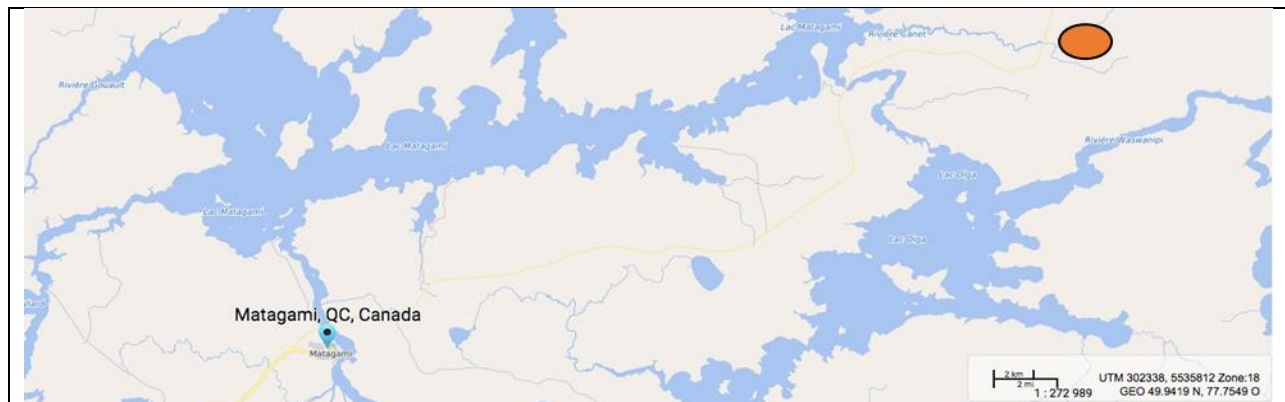 Lac Matagami
Rivière Canet
Rivière Gouault
Rivière Waswanipi
Lac Matagami
Lac Olga
Lac Matagami
Lac Olga
Matagami, QC, Canada
Matagami
2 km
2 mi
1 : 272 989
UTM 302338, 5535812 Zone:18
GEO 49.9419 N, 77.7549 O